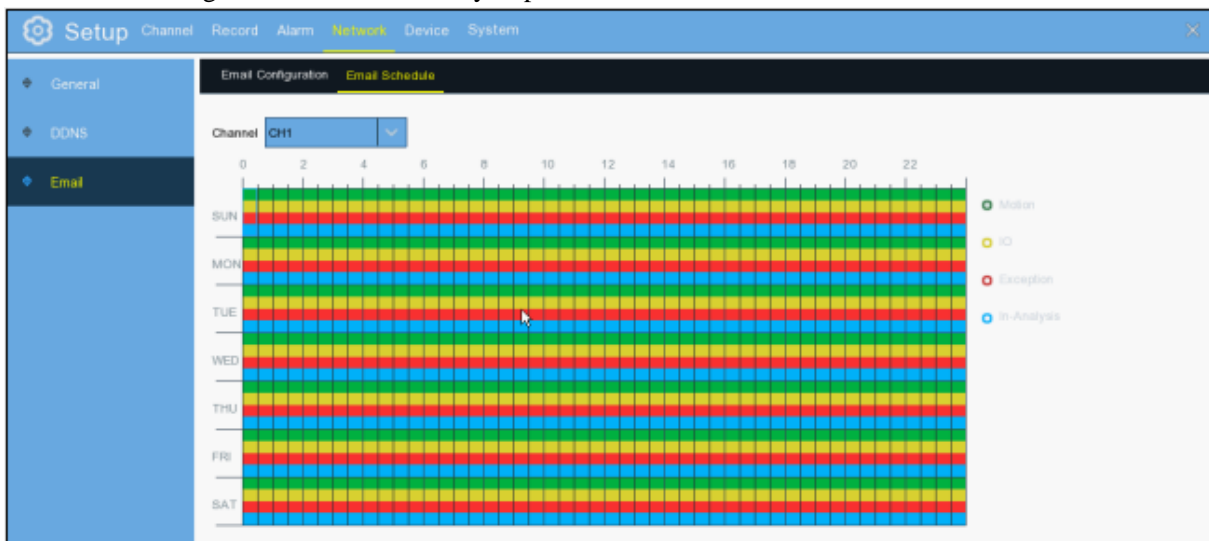 Setup Channel Record Alarm Network Device System
General
DDNS
Email
Email Configuration Email Schedule
Channel CH1
0 2 4 6 8 10 12 14 16 18 20 22
SUN
MON
TUE
WED
THU
FRI
SAT
Motion
IO
Exception
In-Analysis